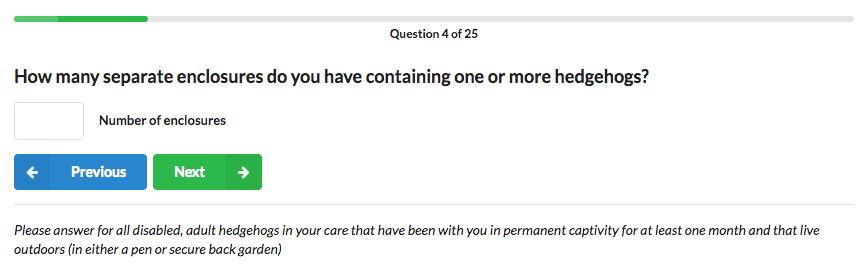 Question 4 of 25
How many separate enclosures do you have containing one or more hedgehogs?
Number of enclosures
Previous
Next
Please answer for all disabled, adult hedgehogs in your care that have been with you in permanent captivity for at least one month and that live
outdoors (in either a pen or secure back garden)